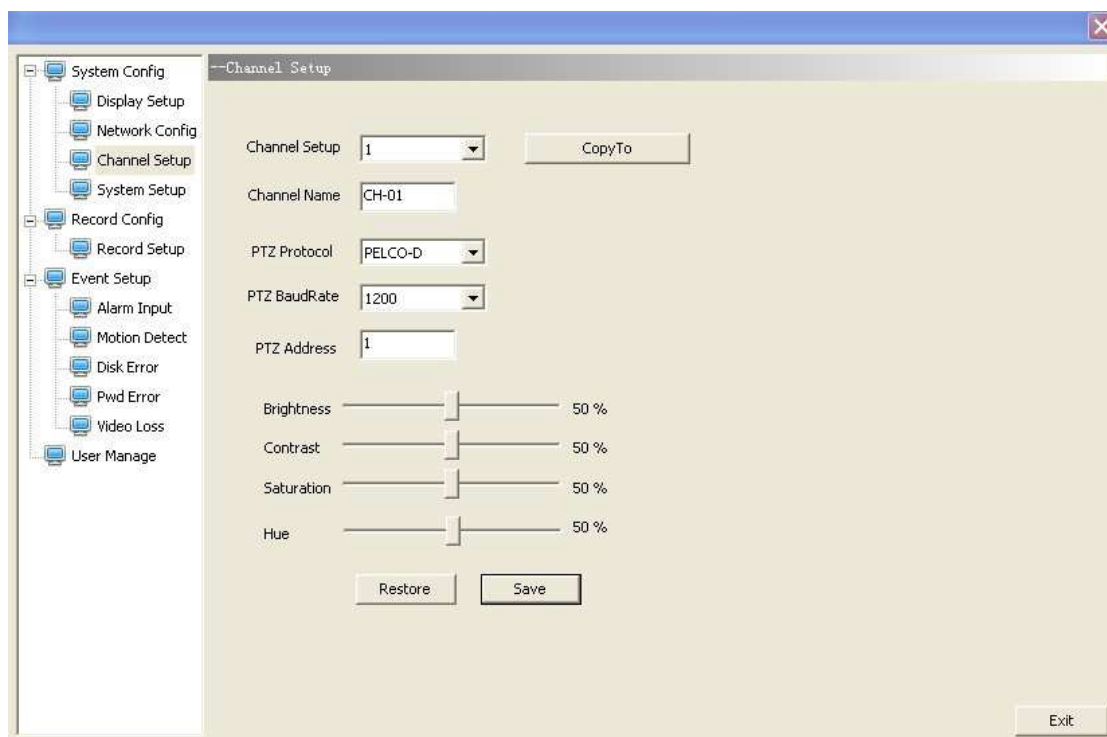 --Channel Setup
System Config
Display Setup
Network Config
Channel Setup
System Setup
Record Config
Record Setup
Event Setup
Alarm Input
Motion Detect
Disk Error
Pwd Error
Video Loss
User Manage
Channel Setup 1 CopyTo
Channel Name CH-01
PTZ Protocol PELCO-D
PTZ BaudRate 1200
PTZ Address 1
Brightness 50 %
Contrast 50 %
Saturation 50 %
Hue 50 %
Restore Save
Exit